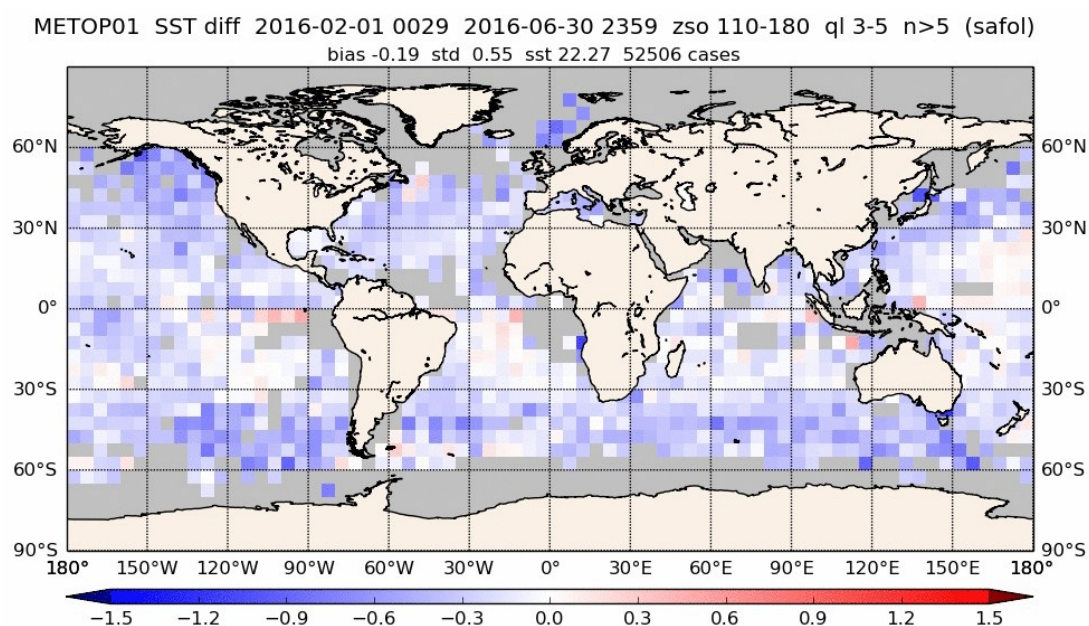 METOP01 SST diff 2016-02-01 0029 2016-06-30 2359 zso 110-180 ql 3-5 n>5 (safol)
bias -0.19 std 0.55 sst 22.27 52506 cases
60°N 60°N
30°N 30°N
0° 0°
30°S 30°S
60°S 60°S
90°S 90°S
180° 150°W 120°W 90°W 60°W 30°W 0° 30°E 60°E 90°E 120°E 150°E 180°
−1.5 −1.2 −0.9 −0.6 −0.3 0.0 0.3 0.6 0.9 1.2 1.5